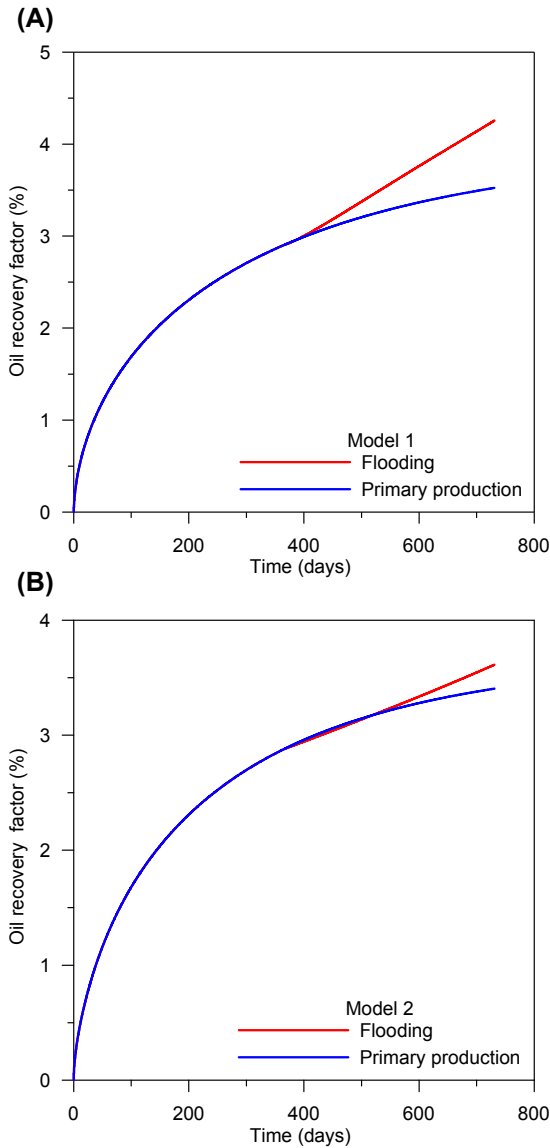 (A)
5
4
3
2
1
0
Oil recovery factor (%)
Model 1
Flooding
Primary production
0 200 400 600 800
Time (days)
(B)
4
3
2
1
0
Oil recovery factor (%)
Model 2
Flooding
Primary production
0 200 400 600 800
Time (days)